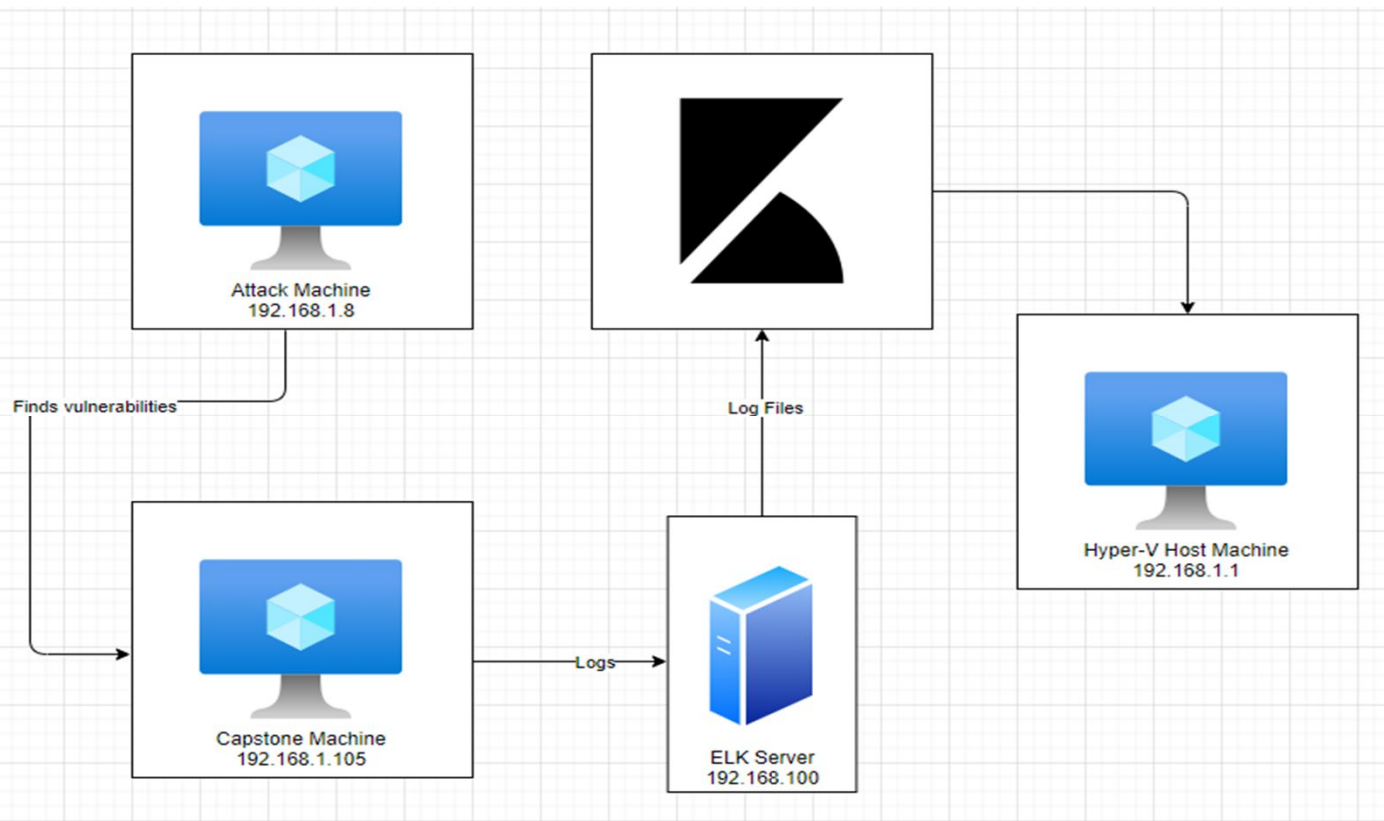 Attack Machine
192.168.1.8
Finds vulnerabilities
Log Files
Hyper-V Host Machine
192.168.1.1
Capstone Machine
192.168.1.105
Logs
ELK Server
192.168.100